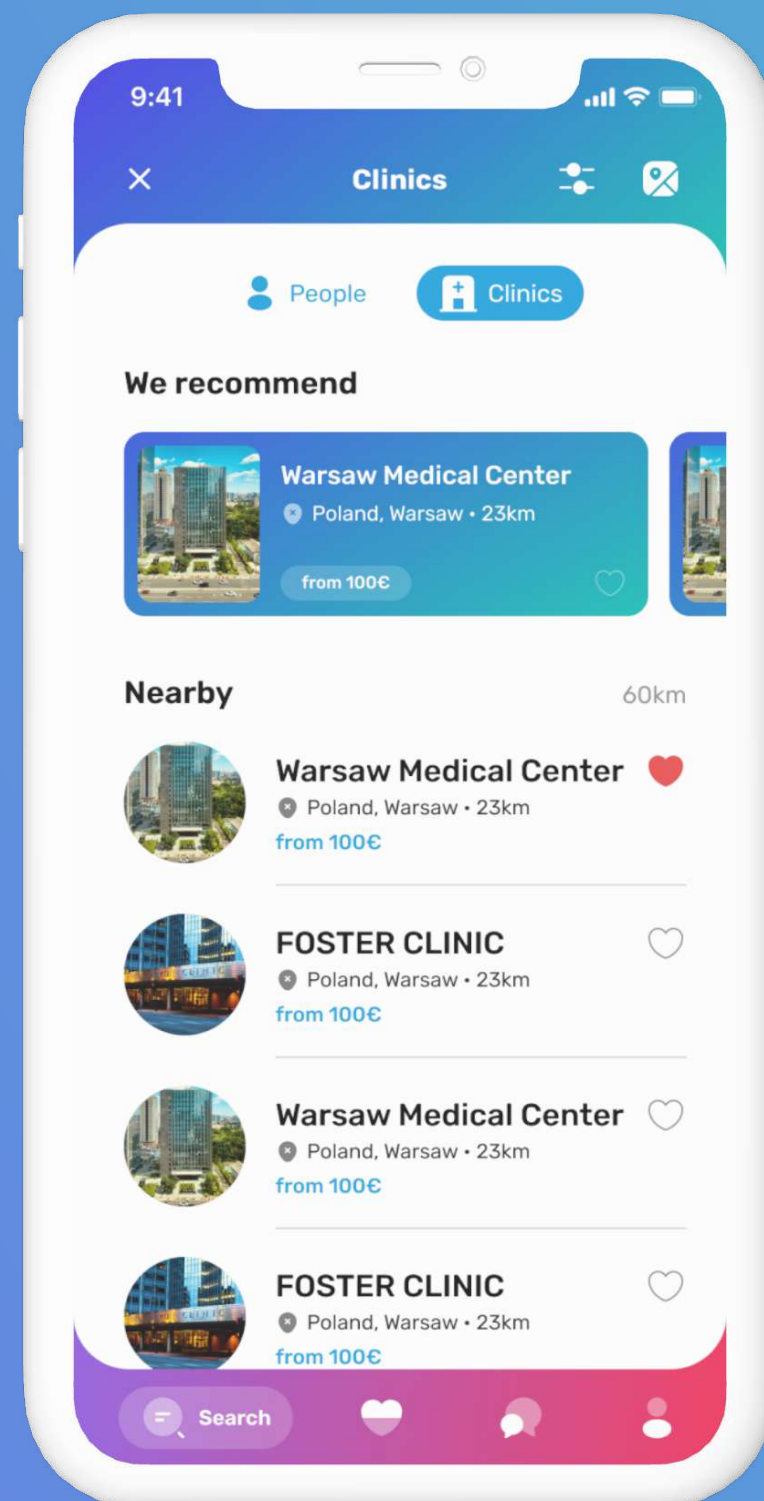 9:41
Clinics
People
Clinics
We recommend
Warsaw Medical Center
Poland, Warsaw • 23km
from 100€
Nearby
60km
Warsaw Medical Center
Poland, Warsaw • 23km
from 100€
CLINIC
FOSTER CLINIC
Poland, Warsaw • 23km
from 100€
Warsaw Medical Center
Poland, Warsaw • 23km
from 100€
CLINIC
FOSTER CLINIC
Poland, Warsaw • 23km
from 100€
Search